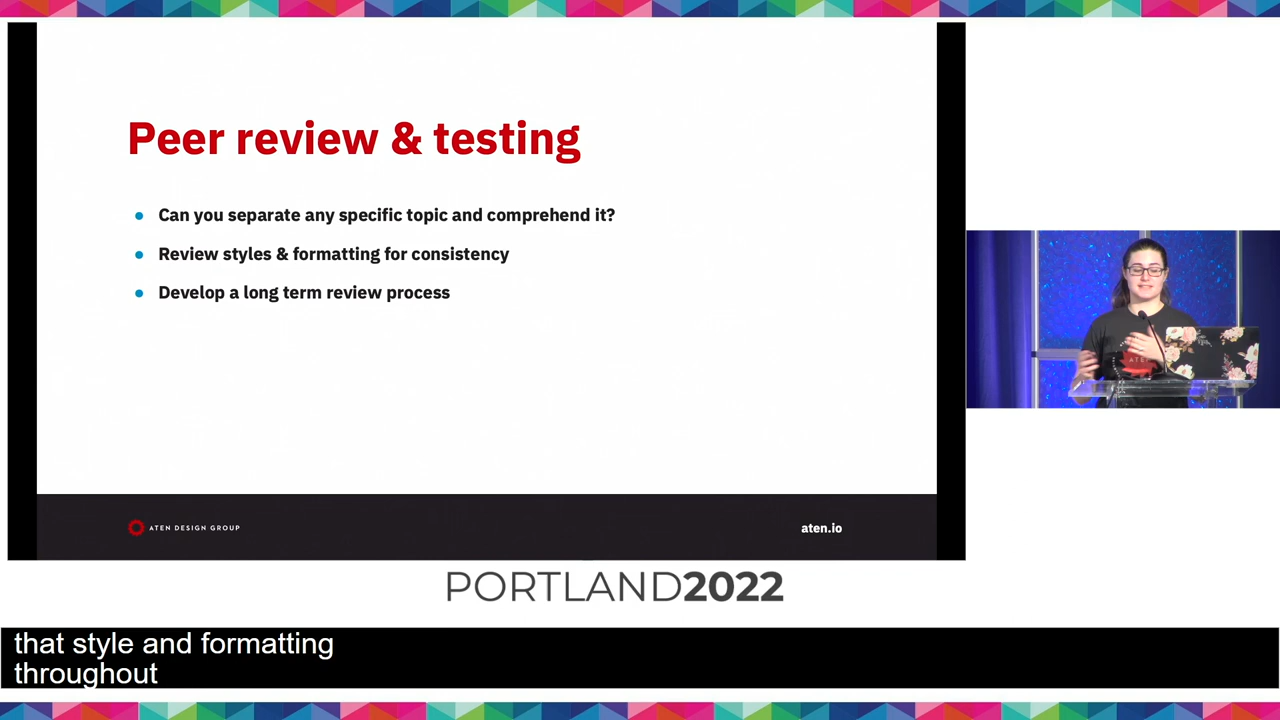 Peer review & testing
● Can you separate any specific topic and comprehend it?
● Review styles & formatting for consistency
● Develop a long term review process
ATEN DESIGN GROUP
aten.io
PORTLAND2022
that style and formatting
throughout